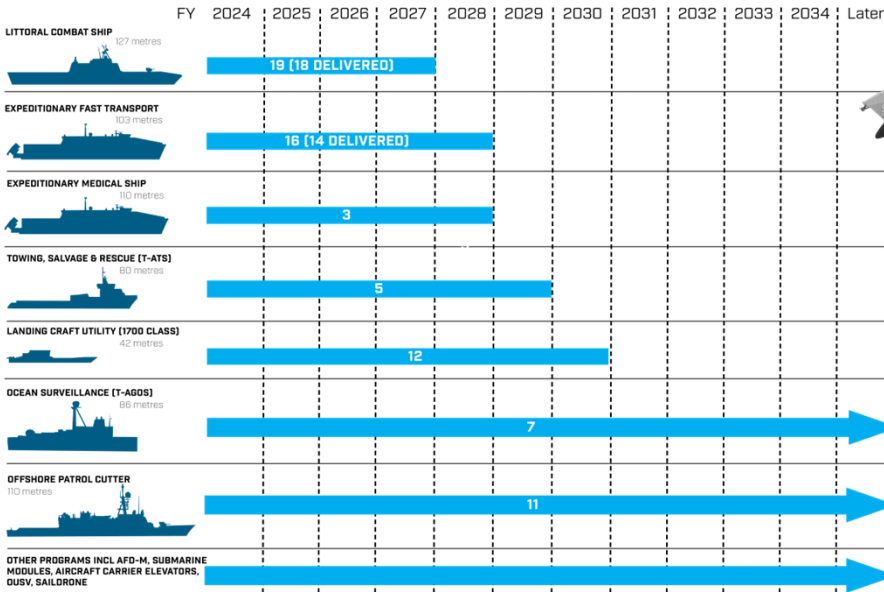 FY 2024 2025 2026 2027 2028 2029 2030 2031 2032 2033 2034 Later
LITTORAL COMBAT SHIP
127 metres
19 (18 DELIVERED)
EXPEDITIONARY FAST TRANSPORT
103 metres
16 (14 DELIVERED)
EXPEDITIONARY MEDICAL SHIP
110 metres
3
TOWING, SALVAGE & RESCUE (T-ATS)
80 metres
5
LANDING CRAFT UTILITY (1700 CLASS)
42 metres
12
OCEAN SURVEILLANCE (T-AGOS)
86 metres
7
OFFSHORE PATROL CUTTER
110 metres
11
OTHER PROGRAMS INCL AFD-M, SUBMARINE
MODULES, AIRCRAFT CARRIER ELEVATORS,
OUSV, SAILDRONE